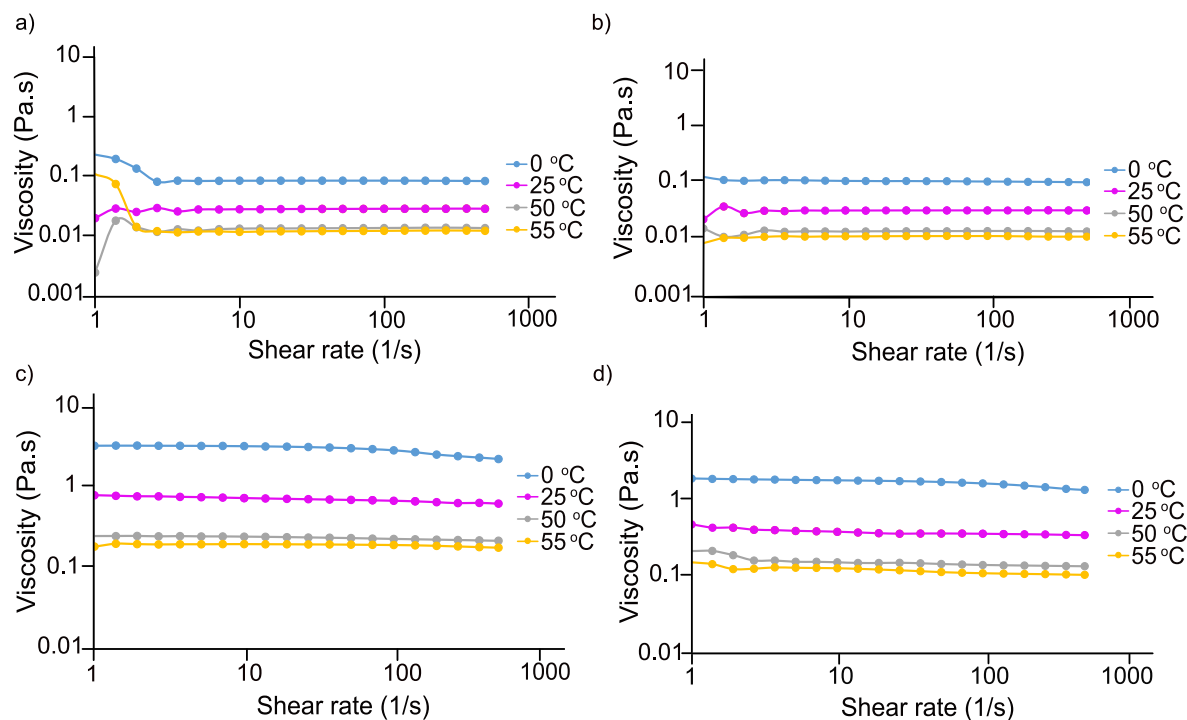 a)
10
1
0.1
0.01
0.001
Viscosity (Pa.s)
1 10 100 1000
Shear rate (1/s)
0 °C
25 °C
50 °C
55 °C
b)
10
1
0.1
0.01
0.001
Viscosity (Pa.s)
1 10 100 1000
Shear rate (1/s)
0 °C
25 °C
50 °C
55 °C
c)
10
1
0.1
0.01
Viscosity (Pa.s)
1 10 100 1000
Shear rate (1/s)
0 °C
25 °C
50 °C
55 °C
d)
10
1
0.1
0.01
Viscosity (Pa.s)
1 10 100 1000
Shear rate (1/s)
0 °C
25 °C
50 °C
55 °C